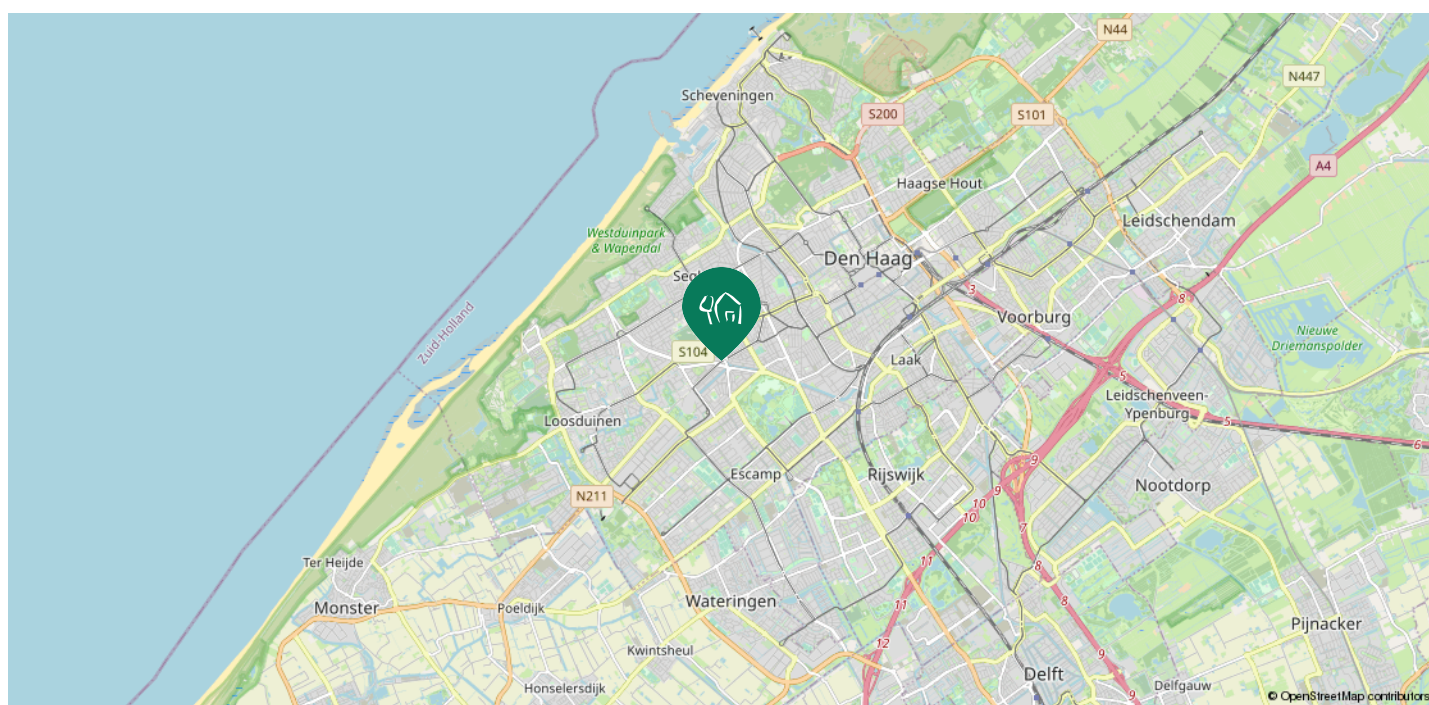 N44
N447
Scheveningen
S200
S101
A4
Haagse Hout
Leidschendam
Westduinpark
& Wapendal
Den Haag
3
8
Zuid-Holland
Voorburg
Nieuwe
Driemanspolder
S104
Laak
5
Leidschenveen-
Ypenburg
5
Loosduinen
6
9
Escamp
Rijswijk
9
Nootdorp
N211
10
10
7
Ter Heijde
11
8
Monster
Poeldijk
Wateringen
11
8
Pijnacker
12
Kwintsheul
9
Delft
Delfgauw
Honselersdijk
9
© OpenStreetMap contributors